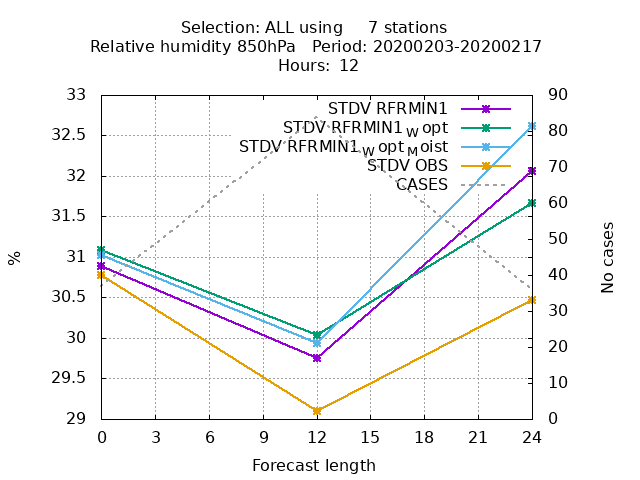 Selection: ALL using 7 stations
Relative humidity 850hPa Period: 20200203-20200217
Hours: 12
STDV RFRMIN1
STDV RFRMIN1_W opt
STDV RFRMIN1_W opt_M oist
STDV OBS
CASES
33
32.5
32
31.5
31
30.5
30
29.5
29
%
90
80
70
60
50
40
30
20
10
0
No cases
0 3 6 9 12 15 18 21 24
Forecast length